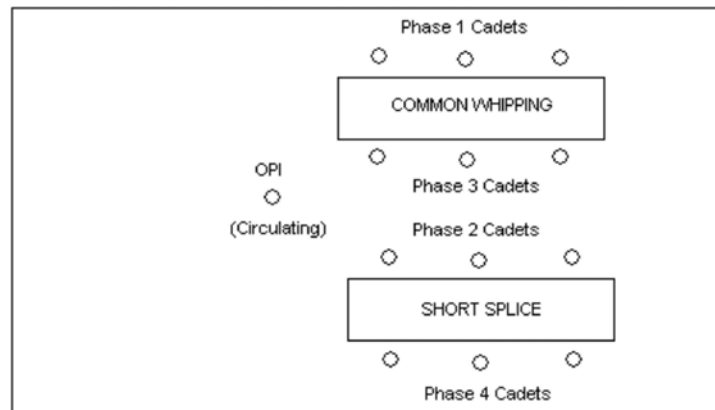 Phase 1 Cadets
COMMON WHIPPING
OPI
Phase 3 Cadets
(Circulating)
Phase 2 Cadets
SHORT SPLICE
Phase 4 Cadets